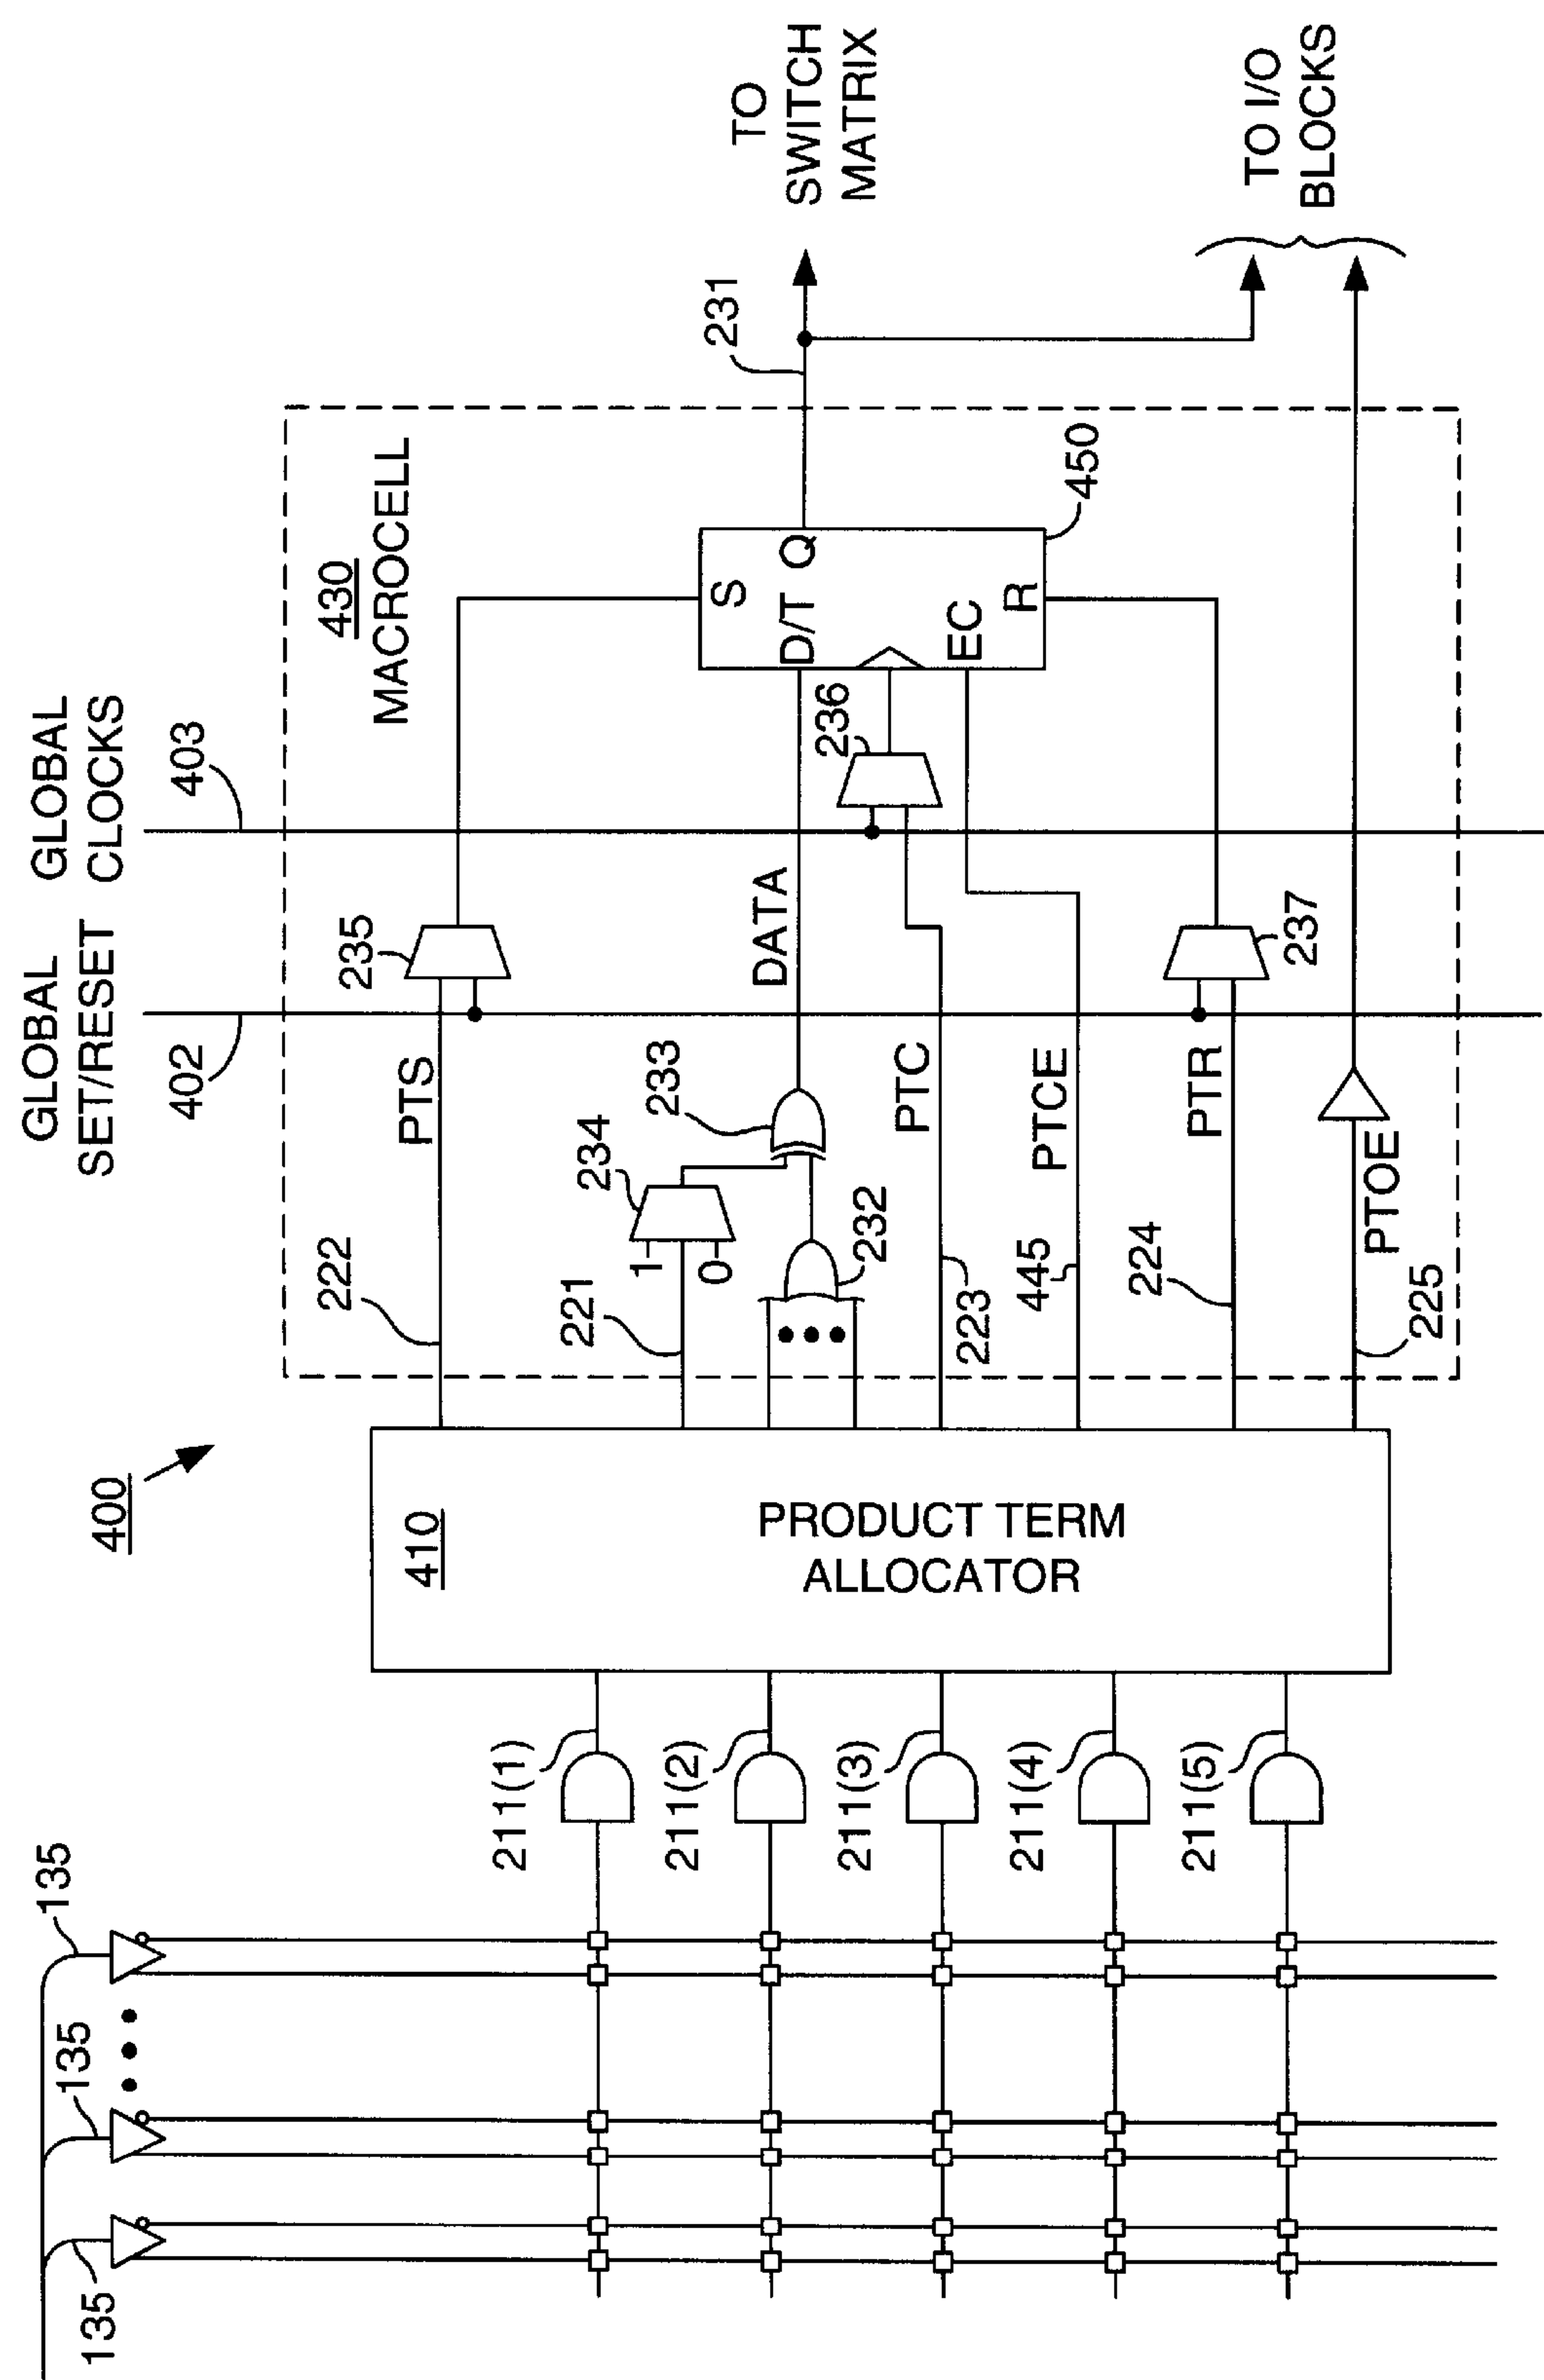 135
135
135
400
211(1)
211(2)
211(3)
211(4)
211(5)
410
PRODUCT TERM
ALLOCATOR
GLOBAL
SET/RESET
402
GLOBAL
CLOCKS
403
430
MACROCELL
222
PTS
235
221
1
0
234
233
232
DATA
223
PTC
236
445
PTCE
224
PTR
237
225
PTOE
S
D/T Q
EC
R
450
231
TO
SWITCH
MATRIX
TO I/O
BLOCKS